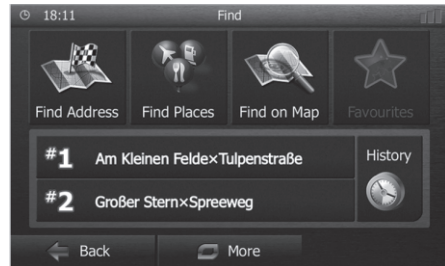 18:11 Find
Find Address Find Places Find on Map Favourites
#1 Am Kleinen Felde×Tulpenstraße History
#2 Großer Stern×Spreeweg
Back More